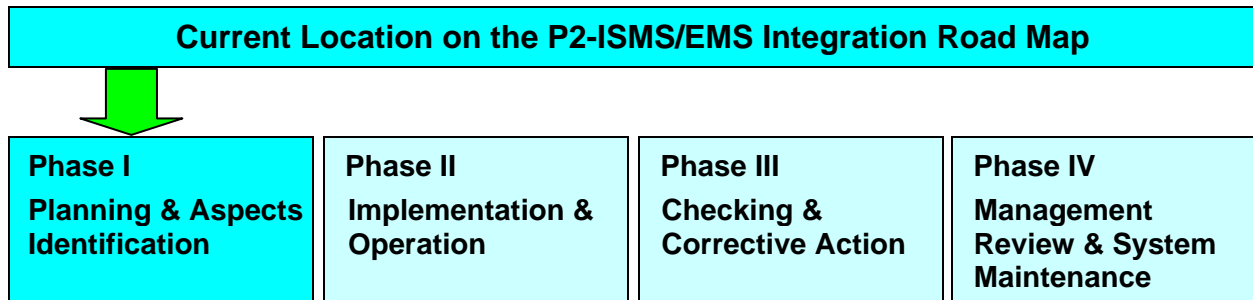 Current Location on the P2-ISMS/EMS Integration Road Map
Phase I
Planning & Aspects
Identification
Phase II
Implementation &
Operation
Phase III
Checking &
Corrective Action
Phase IV
Management
Review & System
Maintenance